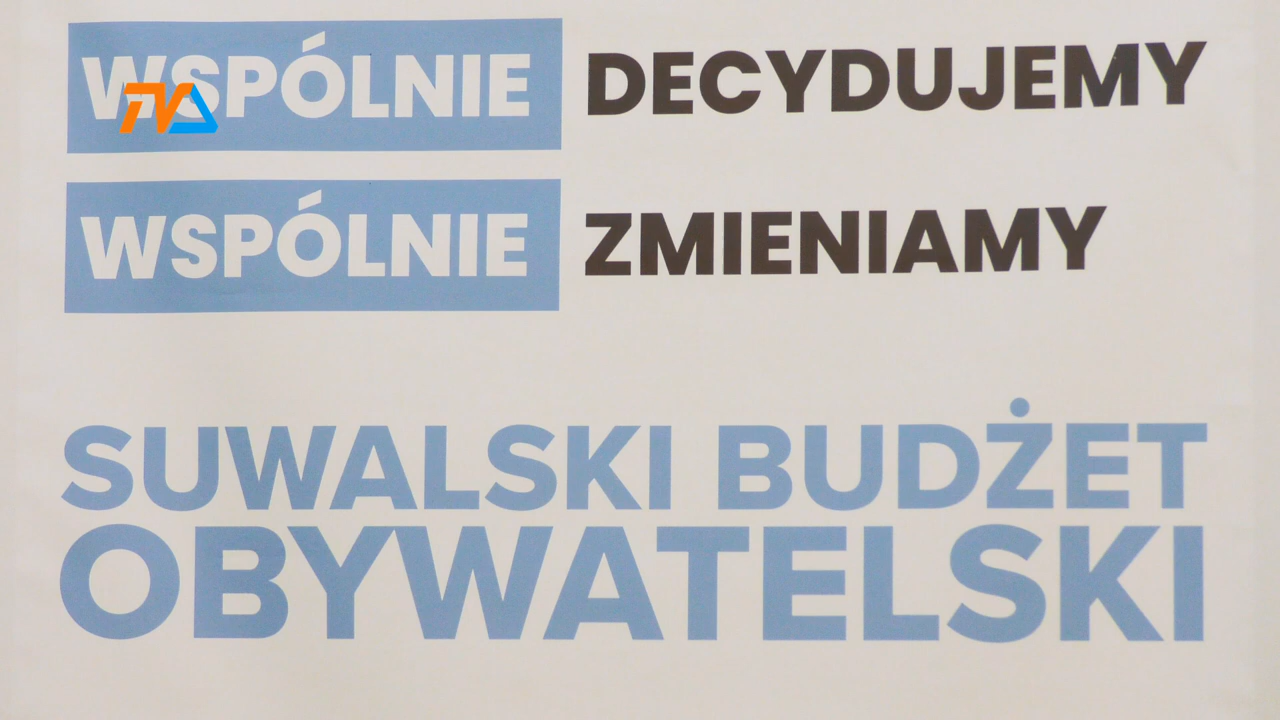 WSPÓLNIE DECYDUJEMY
WSPÓLNIE ZMIENIAMY
SUWALSKI BUDŻET
OBYWATELSKI